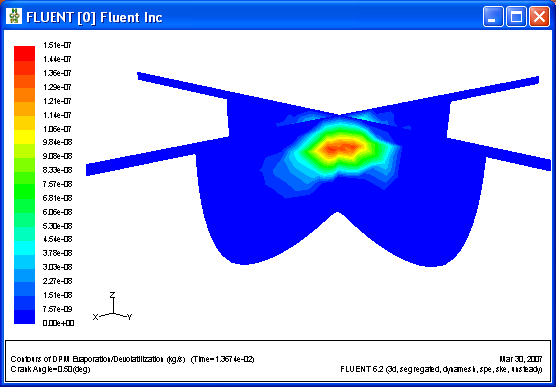 FLUENT [0] Fluent Inc
1.51e-07
1.44e-07
1.36e-07
1.29e-07
1.21e-07
1.14e-07
1.06e-07
9.84e-08
9.08e-08
8.33e-08
7.57e-08
6.81e-08
6.06e-08
5.30e-08
4.54e-08
3.78e-08
3.03e-08
2.27e-08
1.51e-08
7.57e-09
0.00e+00
Z
X Y
Contours of DPM Evaporation/Devolatilization (kg/s) (Time=1.3674e-02) Mar 30, 2007
Crank Angle=0.50(deg) FLUENT 6.2 (3d, segregated, dynamesh, spe, ske, unsteady)